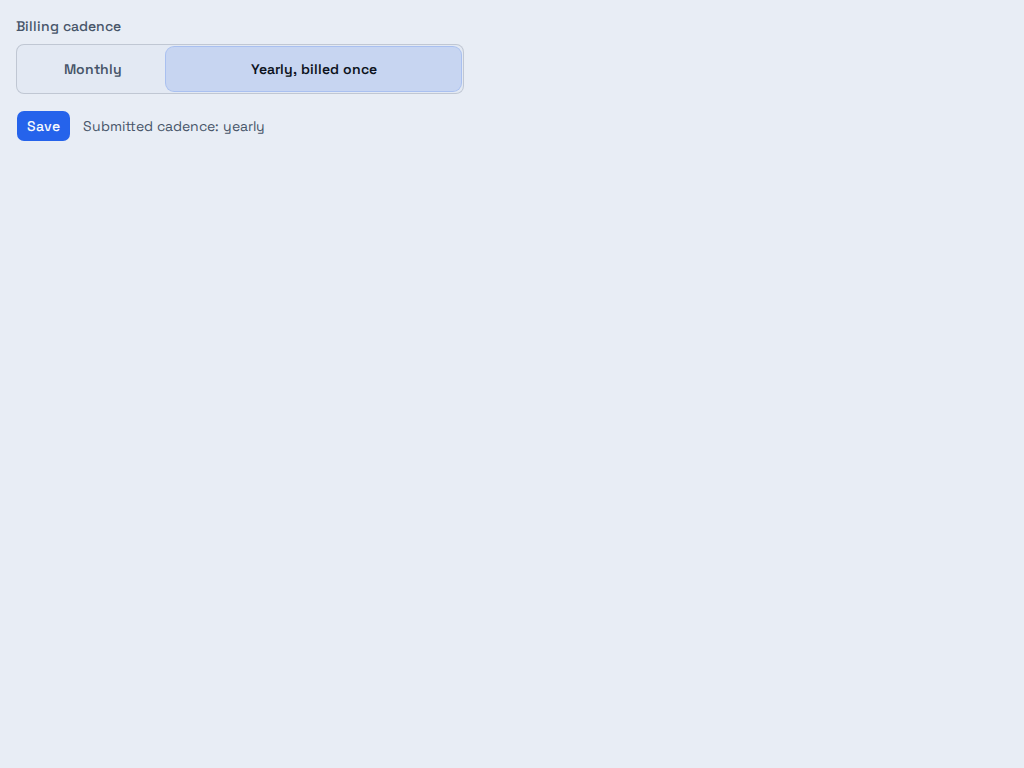 Billing cadence
Monthly
Yearly, billed once
Save
Submitted cadence: yearly